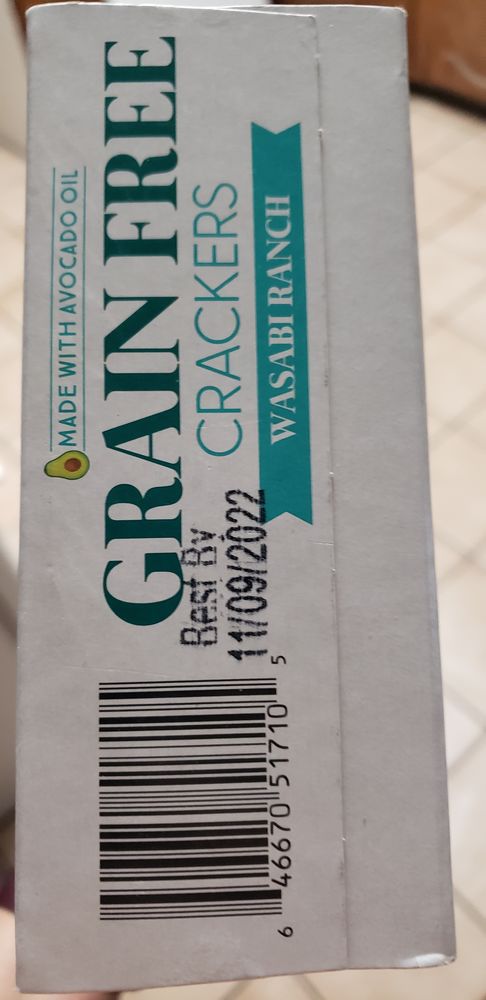 MADE WITH AVOCADO OIL
GRAIN FREE
CRACKERS
WASABI RANCH
Best By
11/09/2022
6 46670 51710 5